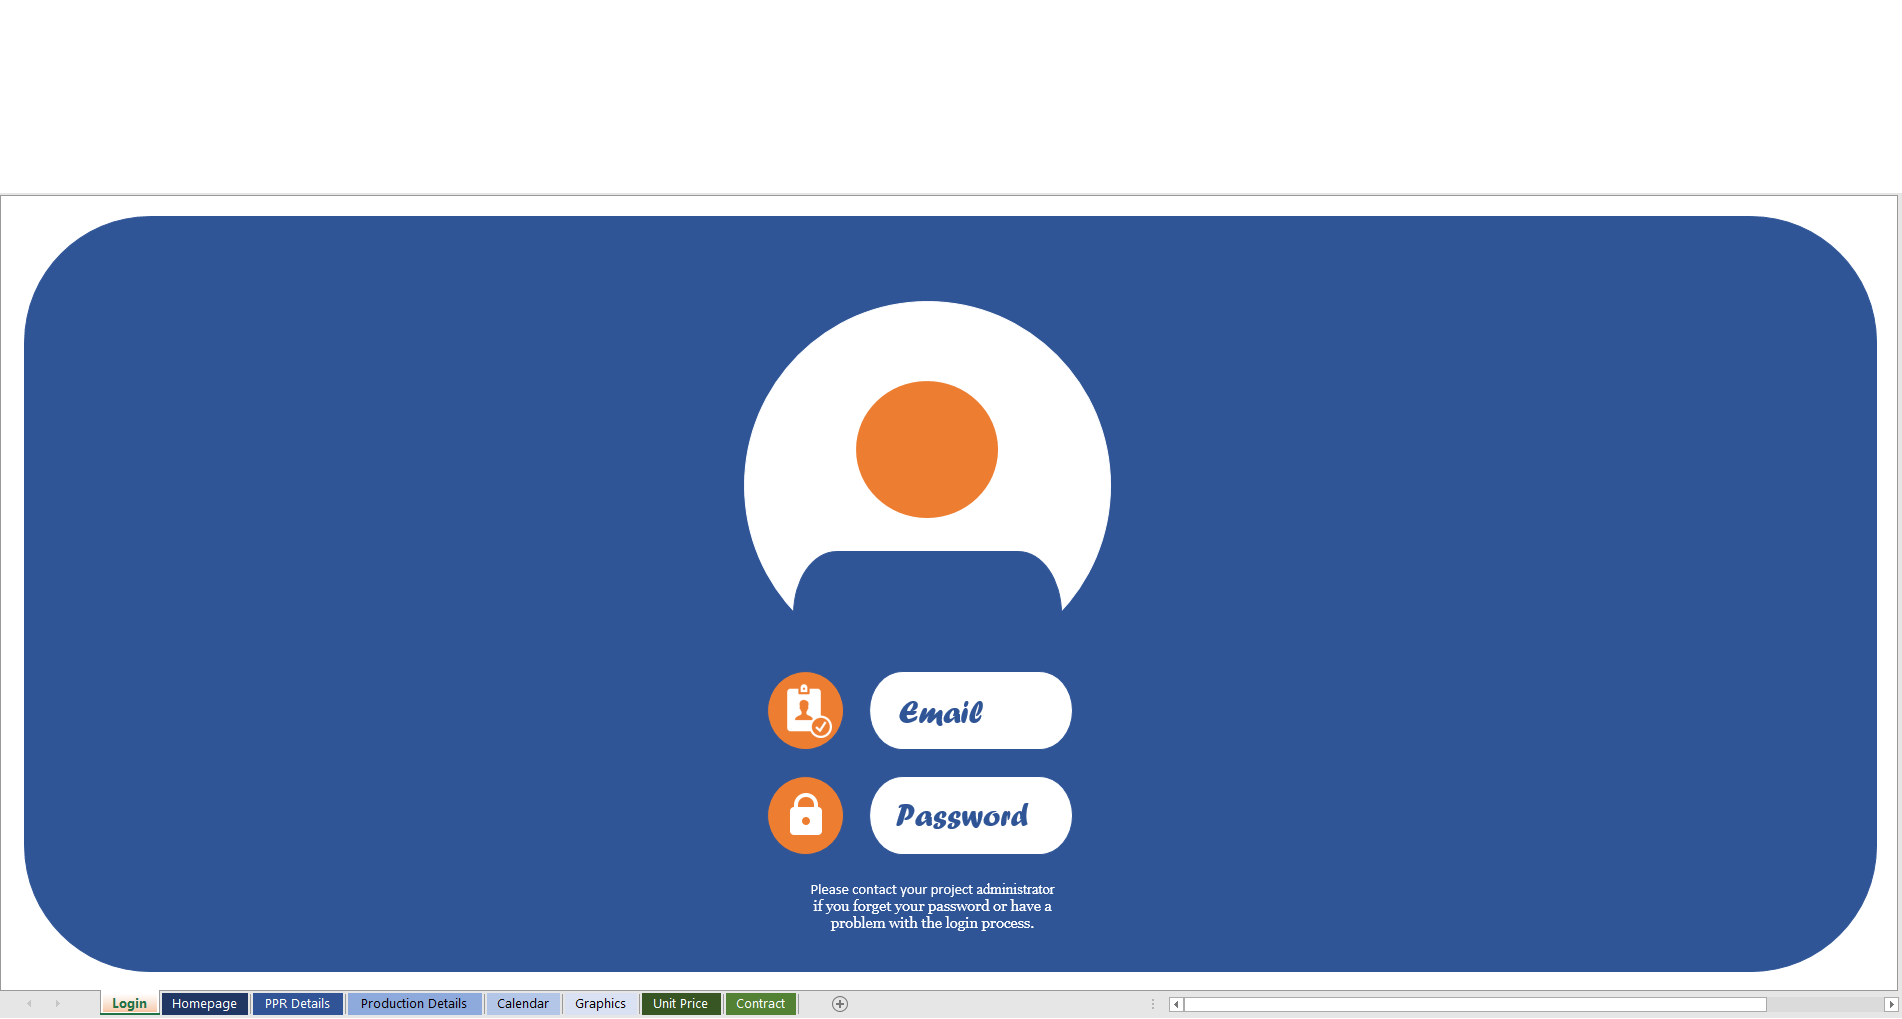 Email
Password
Please contact your project administrator
if you forget your password or have a
problem with the login process.
Login Homepage PPR Details Production Details Calendar Graphics Unit Price Contract